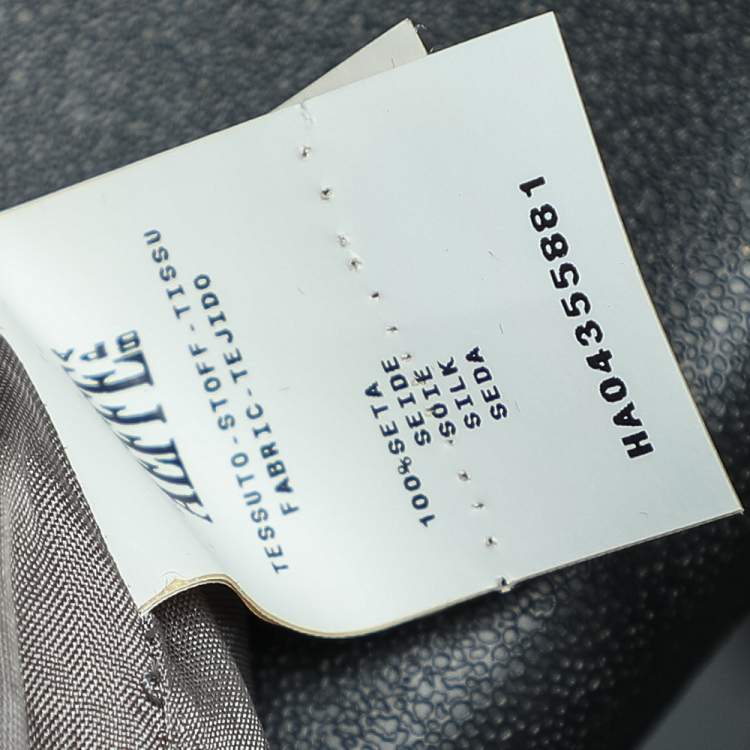 TESSUTO-STOFF-TISSU
FABRIC-TEJIDO
100%SETA
SEIDE
SOIE
SILK
SEDA
HA04355881